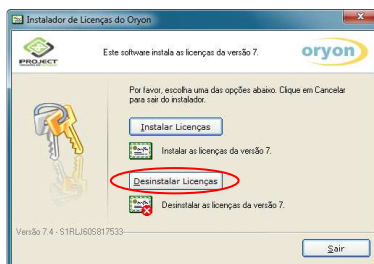 Instalador de Licenças do Oryon
PROJECT
Este software instala as licenças da versão 7.
oryon
Por favor, escolha uma das opções abaixo. Clique em Cancelar
para sair do instalador.
Instalar Licenças
Instalar as licenças da versão 7.
Desinstalar Licenças
Desinstalar as licenças da versão 7.
Versão 7.4 - S1RLJ60S817533
Sair